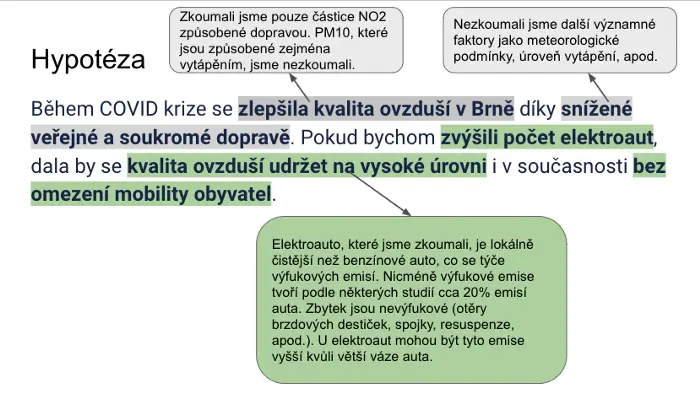 Zkoumali jsme pouze částice NO2
způsobené dopravou. PM10, které
jsou způsobené zejména
vytápěním, jsme nezkoumali.
Nezkoumali jsme další významné
faktory jako meteorologické
podmínky, úroveň vytápění, apod.
Hypotéza
Během COVID krize se zlepšila kvalita ovzduší v Brně díky snížené
veřejné a soukromé dopravě. Pokud bychom zvýšili počet elektroaut,
dala by se kvalita ovzduší udržet na vysoké úrovni i v současnosti bez
omezení mobility obyvatel.
Elektroauto, které jsme zkoumali, je lokálně
čistější než benzínové auto, co se týče
výfukových emisí. Nicméně výfukové emise
tvoří podle některých studií cca 20% emisí
auta. Zbytek jsou nevýfukové (otěry
brzdových destiček, spojky, resuspenze,
apod.). U elektroaut mohou být tyto emise
vyšší kvůli větší váze auta.